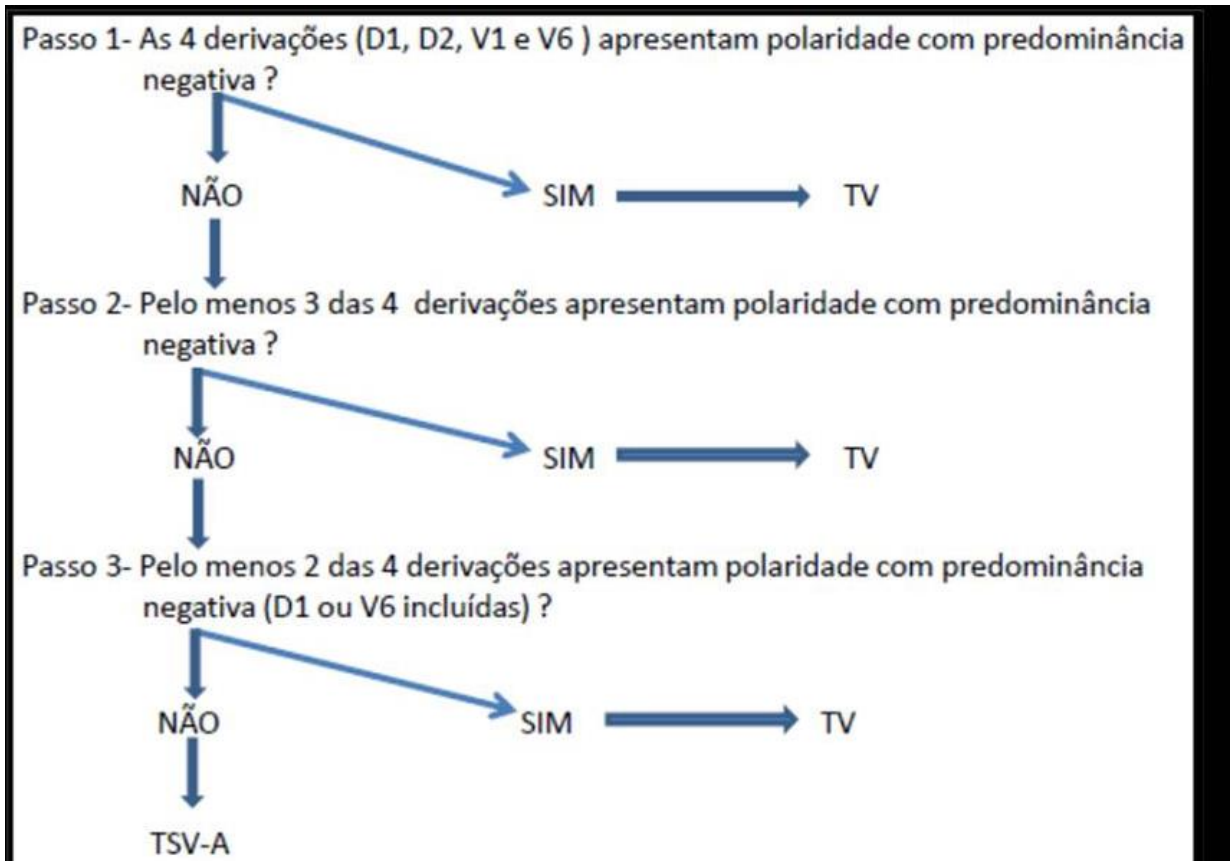 Passo 1- As 4 derivações (D1, D2, V1 e V6 ) apresentam polaridade com predominância
negativa ?
NÃO SIM TV
Passo 2- Pelo menos 3 das 4 derivações apresentam polaridade com predominância
negativa ?
NÃO SIM TV
Passo 3- Pelo menos 2 das 4 derivações apresentam polaridade com predominância
negativa (D1 ou V6 incluídas) ?
NÃO SIM TV
TSV-A